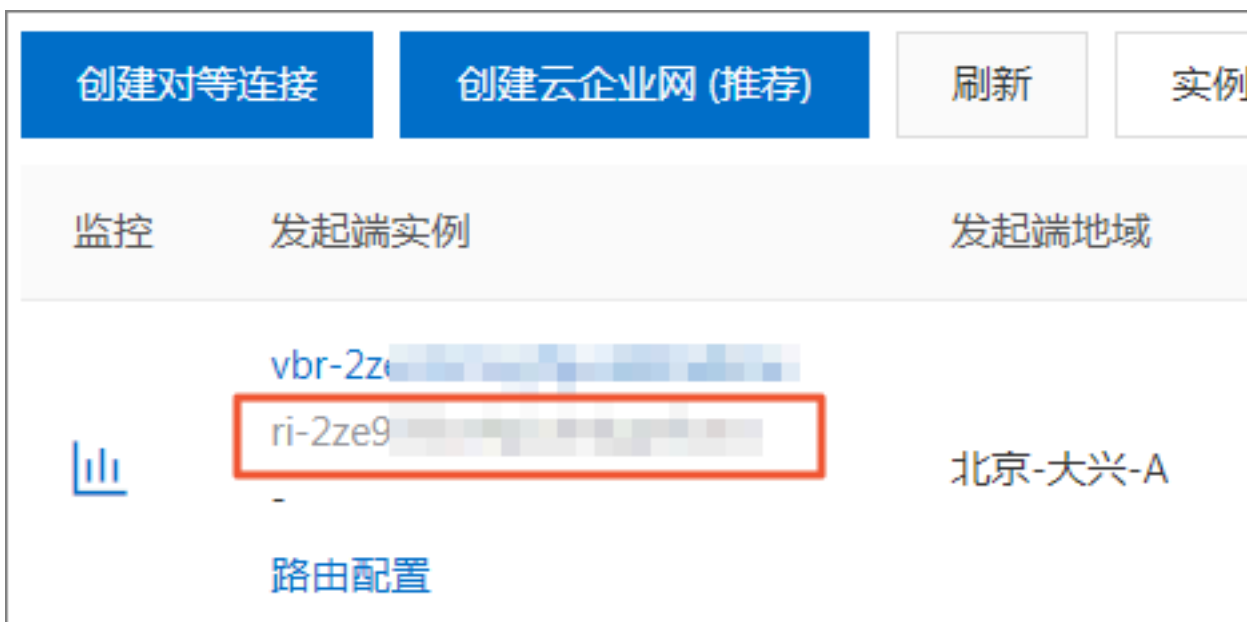 创建对等连接 创建云企业网 (推荐) 刷新 实例
监控 发起端实例 发起端地域
vbr-2ze
ri-2ze9
-
北京-大兴-A
路由配置